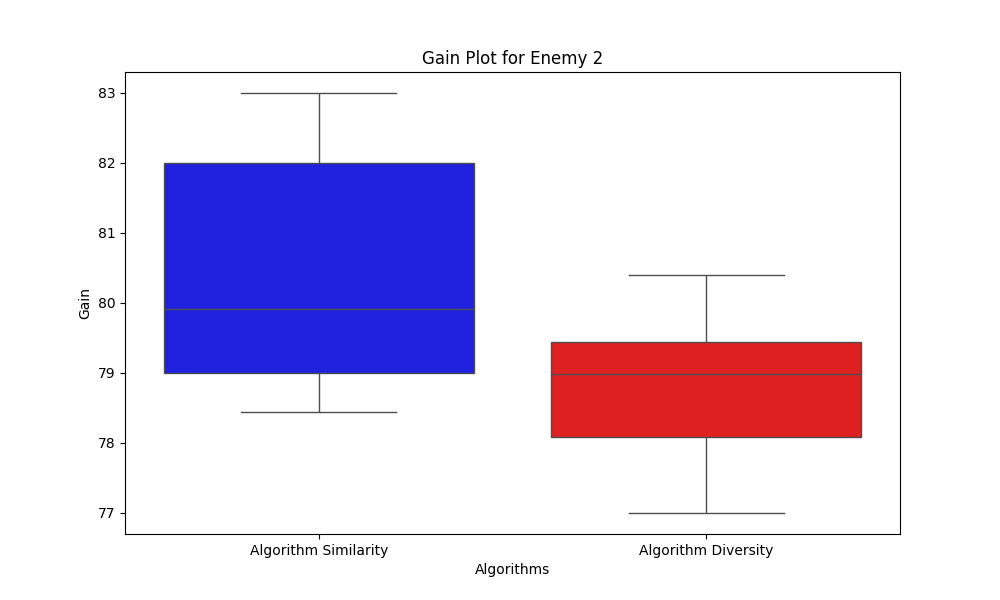 Gain Plot for Enemy 2
83
82
81
80
79
78
77
Gain
Algorithm Similarity
Algorithm Diversity
Algorithms